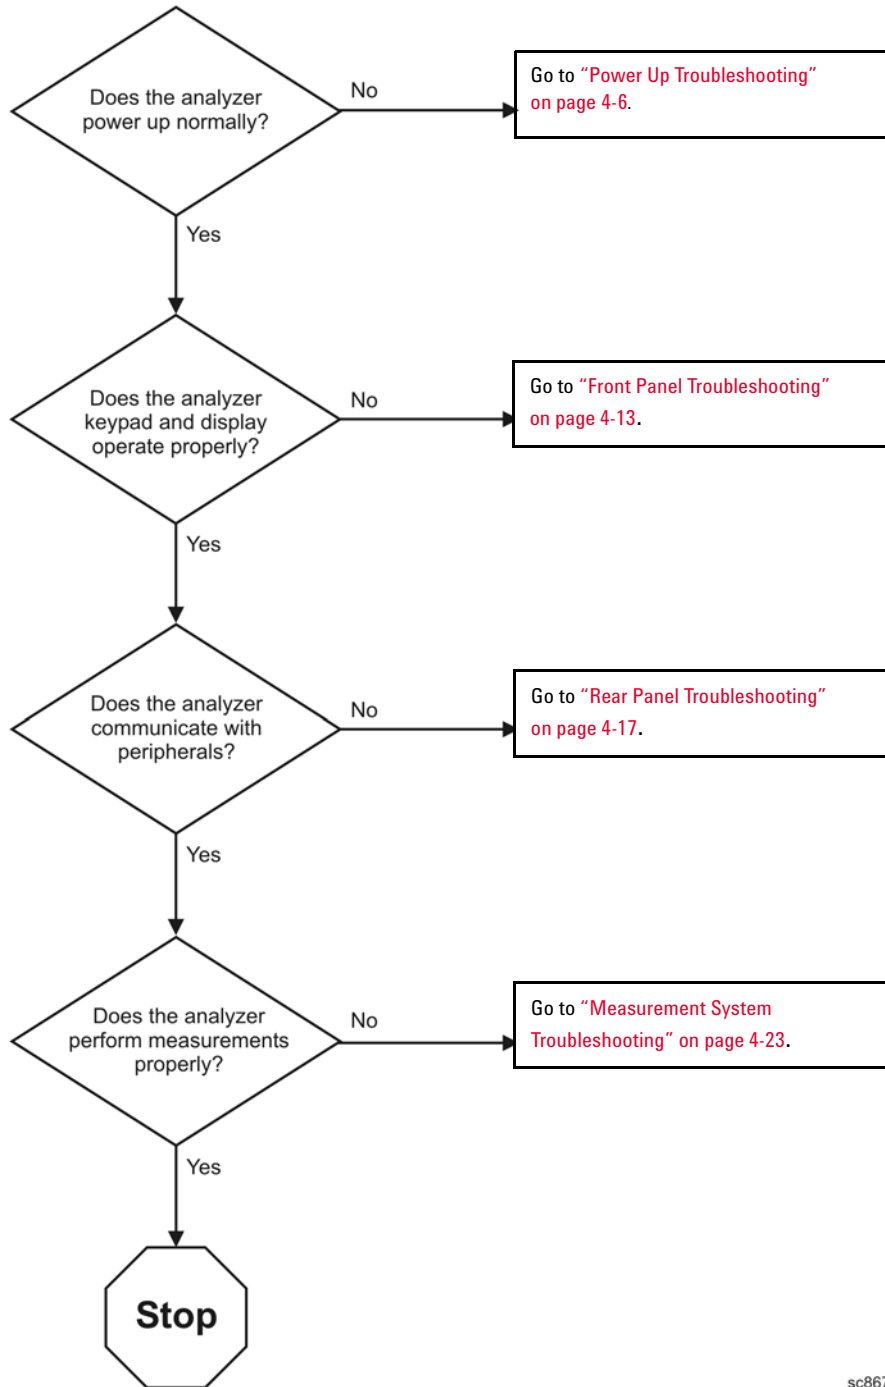 Does the analyzer
power up normally?
No
Go to “Power Up Troubleshooting”
on page 4-6.
Yes
Does the analyzer
keypad and display
operate properly?
No
Go to “Front Panel Troubleshooting”
on page 4-13.
Yes
Does the analyzer
communicate with
peripherals?
No
Go to “Rear Panel Troubleshooting”
on page 4-17.
Yes
Does the analyzer
perform measurements
properly?
No
Go to “Measurement System
Troubleshooting” on page 4-23.
Yes
Stop
sc867